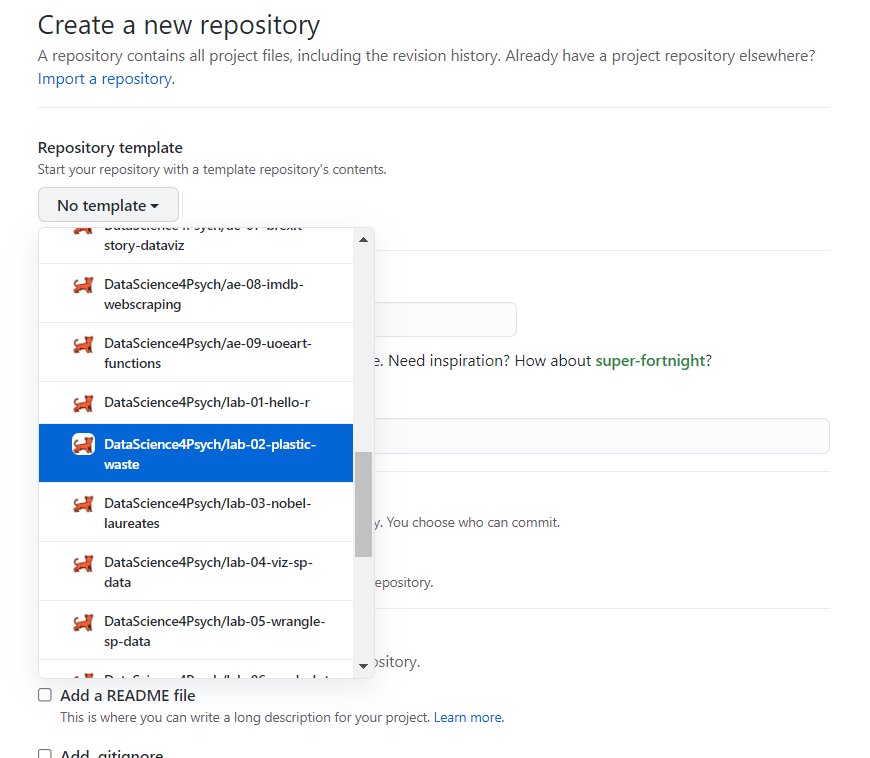 Create a new repository
A repository contains all project files, including the revision history. Already have a project repository elsewhere?
Import a repository.
Repository template
Start your repository with a template repository's contents.
No template
story-dataviz
DataScience4Psych/ae-08-imdb-
webscraping
DataScience4Psych/ae-09-uoeart-
functions
e. Need inspiration? How about super-fortnight?
DataScience4Psych/lab-01-hello-r
DataScience4Psych/lab-02-plastic-
waste
DataScience4Psych/lab-03-nobel-
laureates
y. You choose who can commit.
DataScience4Psych/lab-04-viz-sp-
data
epository.
DataScience4Psych/lab-05-wrangle-
sp-data
ository.
Add a README file
This is where you can write a long description for your project. Learn more.
Add .gitignore